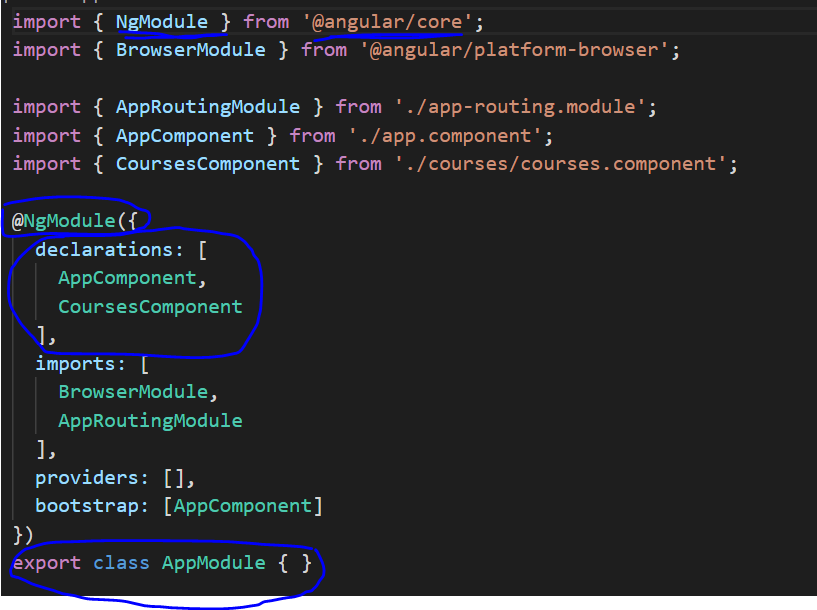 import { NgModule } from '@angular/core';
import { BrowserModule } from '@angular/platform-browser';
import { AppRoutingModule } from './app-routing.module';
import { AppComponent } from './app.component';
import { CoursesComponent } from './courses/courses.component';
@NgModule({
declarations: [
AppComponent,
CoursesComponent
],
imports: [
BrowserModule,
AppRoutingModule
],
providers: [],
bootstrap: [AppComponent]
})
export class AppModule { }